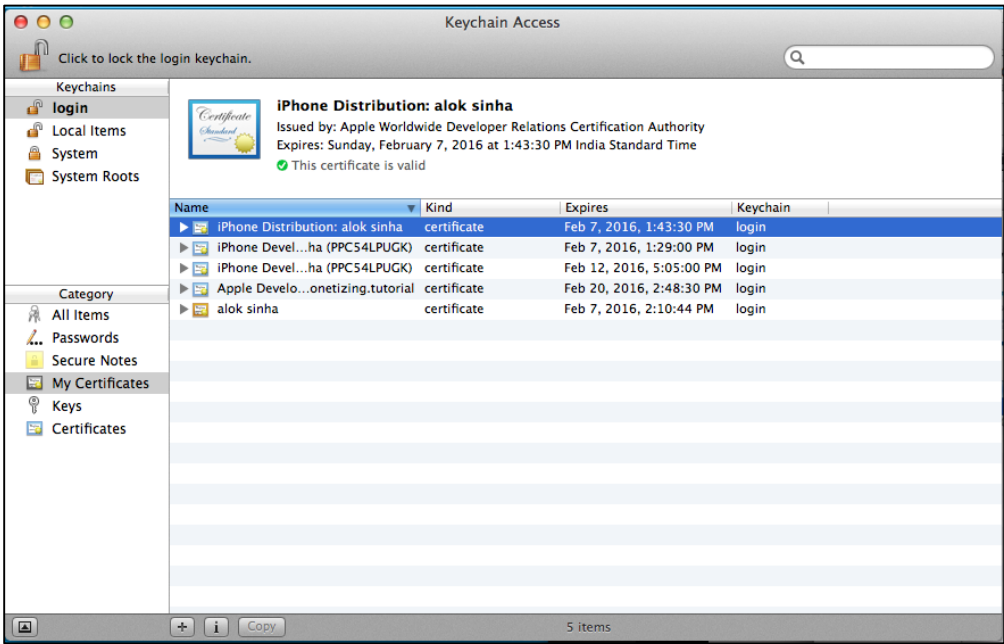 Keychain Access
Click to lock the login keychain.
Keychains
login
Local Items
System
System Roots
Category
All Items
Passwords
Secure Notes
My Certificates
Keys
Certificates
Certificate
Standard
iPhone Distribution: alok sinha
Issued by: Apple Worldwide Developer Relations Certification Authority
Expires: Sunday, February 7, 2016 at 1:43:30 PM India Standard Time
This certificate is valid
Name Kind Expires Keychain
iPhone Distribution: alok sinha certificate Feb 7, 2016, 1:43:30 PM login
iPhone Devel...ha (PPC54LPUGK) certificate Feb 7, 2016, 1:29:00 PM login
iPhone Devel...ha (PPC54LPUGK) certificate Feb 12, 2016, 5:05:00 PM login
Apple Develo...onetizing.tutorial certificate Feb 20, 2016, 2:48:30 PM login
alok sinha certificate Feb 7, 2016, 2:10:44 PM login
+ i Copy 5 items